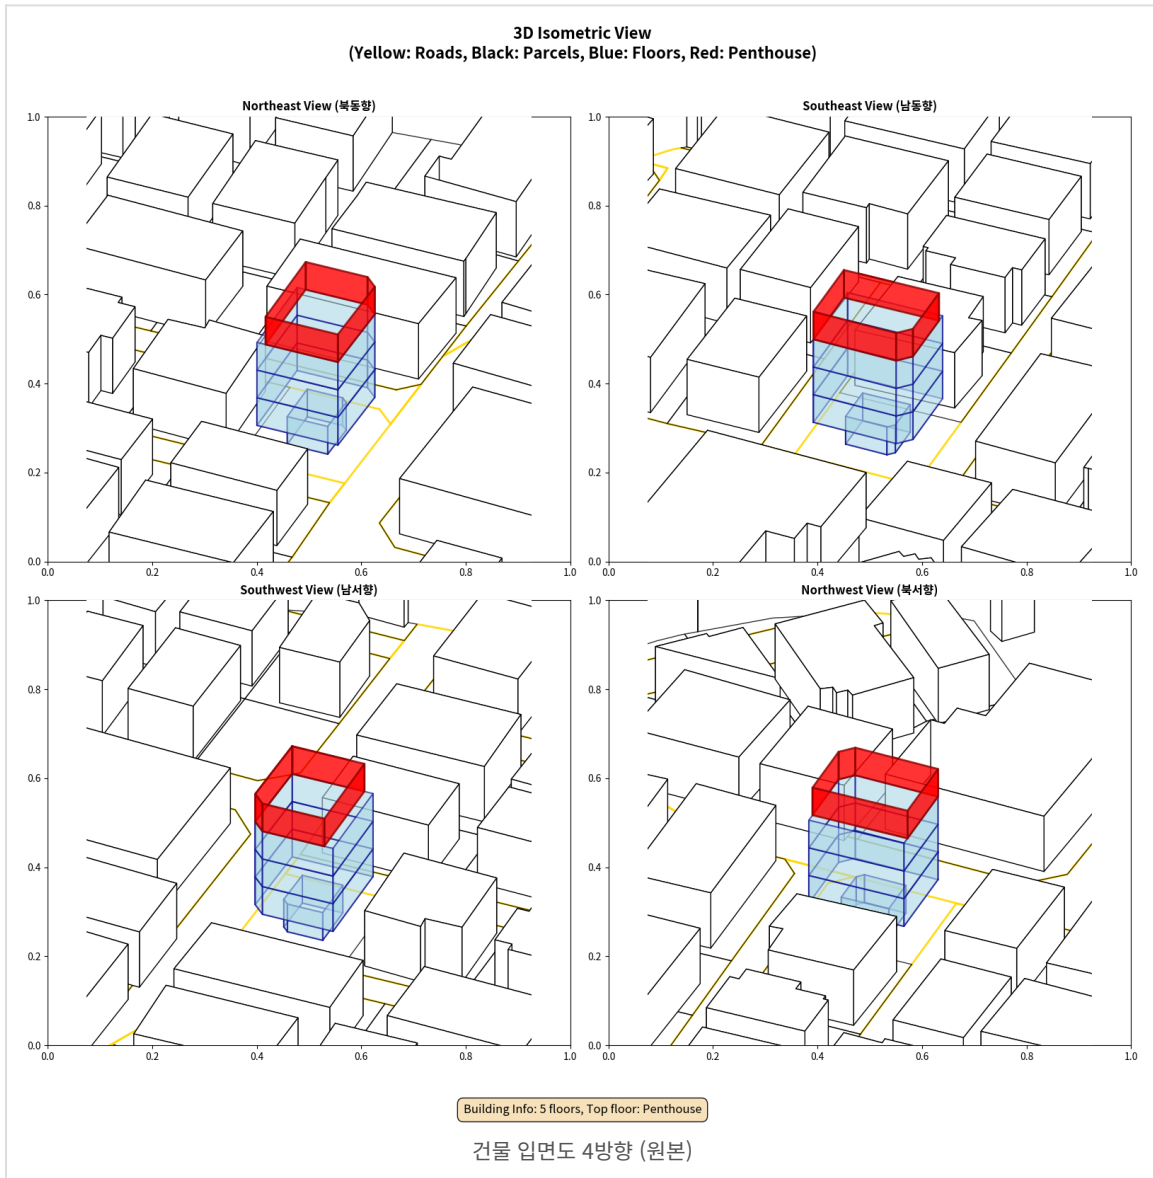 3D Isometric View
(Yellow: Roads, Black: Parcels, Blue: Floors, Red: Penthouse)
Northeast View (북동향)
1.0
0.8
0.6
0.4
0.2
0.0
0.0 0.2 0.4 0.6 0.8 1.0
Southeast View (남동향)
1.0
0.8
0.6
0.4
0.2
0.0
0.0 0.2 0.4 0.6 0.8 1.0
Southwest View (남서향)
1.0
0.8
0.6
0.4
0.2
0.0
0.0 0.2 0.4 0.6 0.8 1.0
Northwest View (북서향)
1.0
0.8
0.6
0.4
0.2
0.0
0.0 0.2 0.4 0.6 0.8 1.0
Building Info: 5 floors, Top floor: Penthouse
건물 입면도 4방향 (원본)